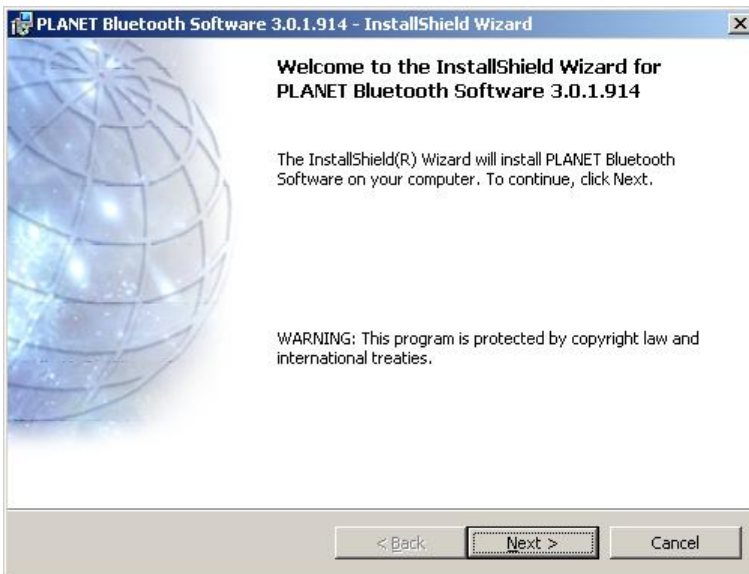 PLANET Bluetooth Software 3.0.1.914 - InstallShield Wizard
Welcome to the InstallShield Wizard for
PLANET Bluetooth Software 3.0.1.914
The InstallShield(R) Wizard will install PLANET Bluetooth
Software on your computer. To continue, click Next.
WARNING: This program is protected by copyright law and
international treaties.
< Back
Next >
Cancel